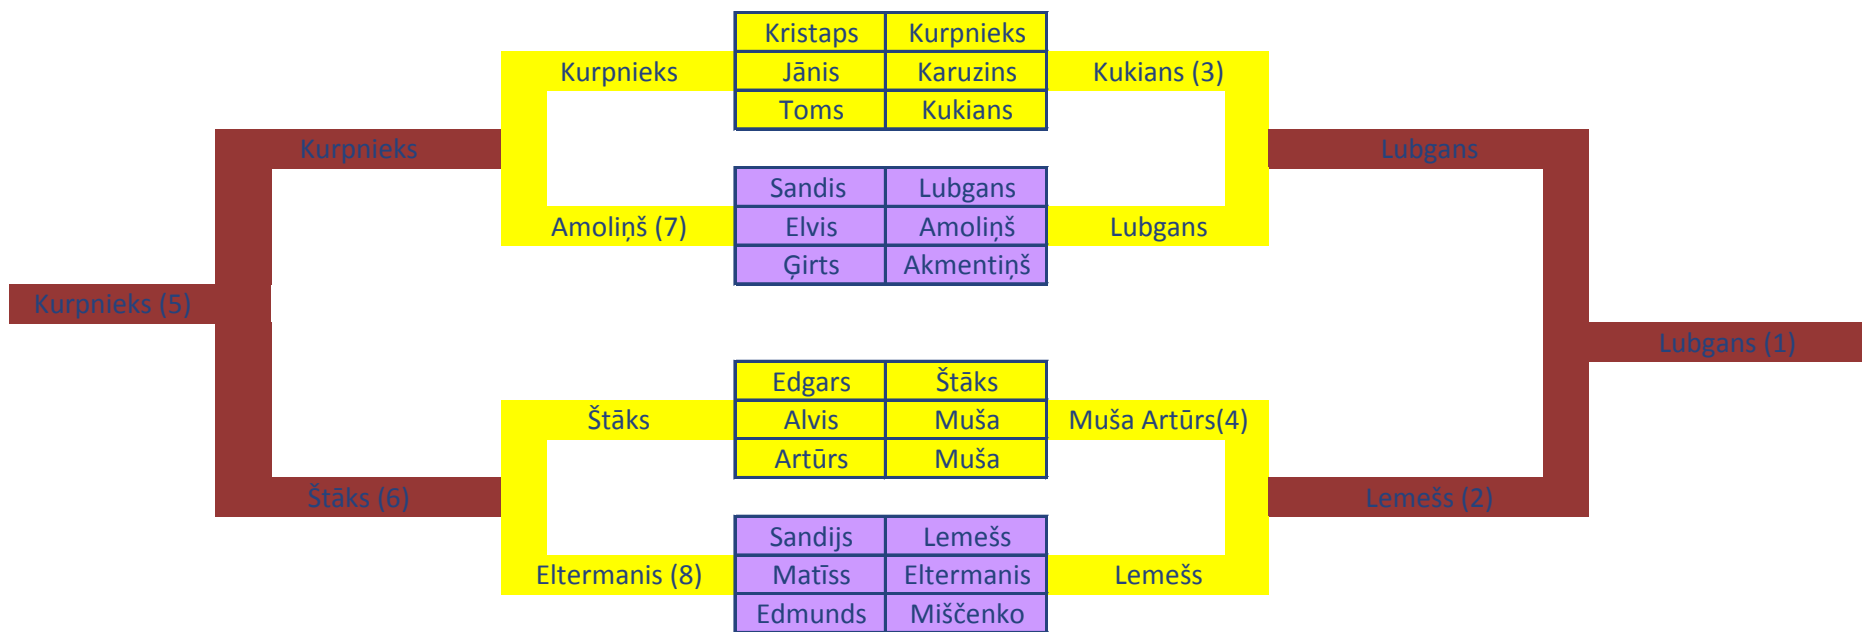 Kristaps Kurpnieks
Kurpnieks Jānis Karuzins Kukians (3)
Toms Kukians
Kurpnieks Lubgans
Sandis Lubgans
Amoliņš (7) Elvis Amoliņš Lubgans
Ģirts Akmentiņš
Kurpnieks (5)
Lubgans (1)
Edgars Štāks
Štāks Alvis Muša Muša Artūrs(4)
Artūrs Muša
Štāks (6) Lemešs (2)
Sandijs Lemešs
Eltermanis (8) Matīss Eltermanis Lemešs
Edmunds Miščenko